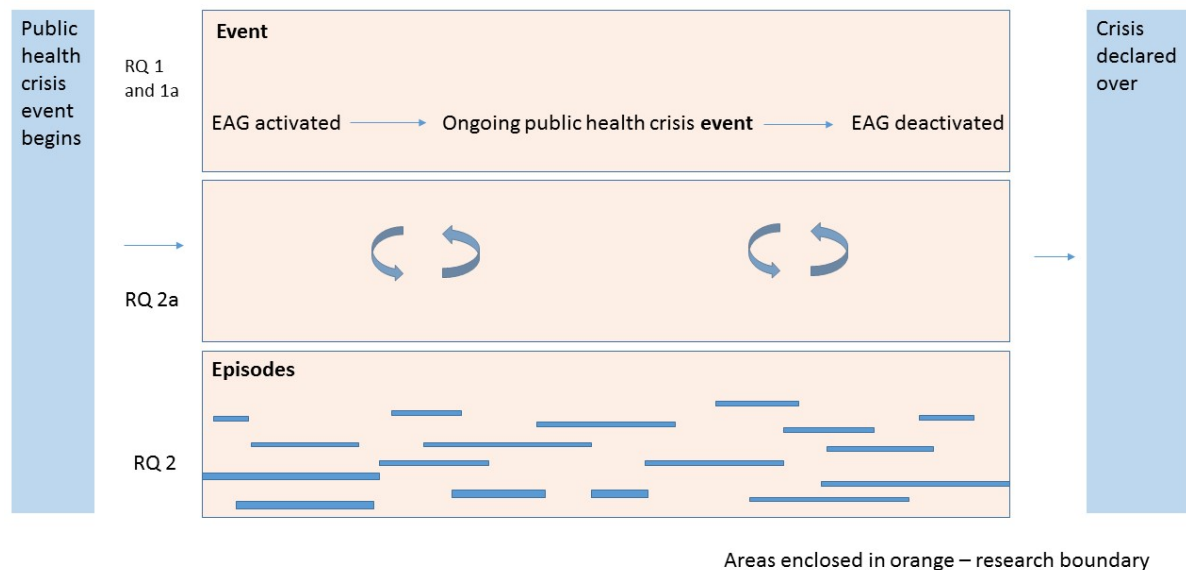 Public
health
crisis
event
begins
RQ 1
and 1a
Event
EAG activated
Ongoing public health crisis event
EAG deactivated
Crisis
declared
over
RQ 2a
Episodes
RQ 2
Areas enclosed in orange – research boundary